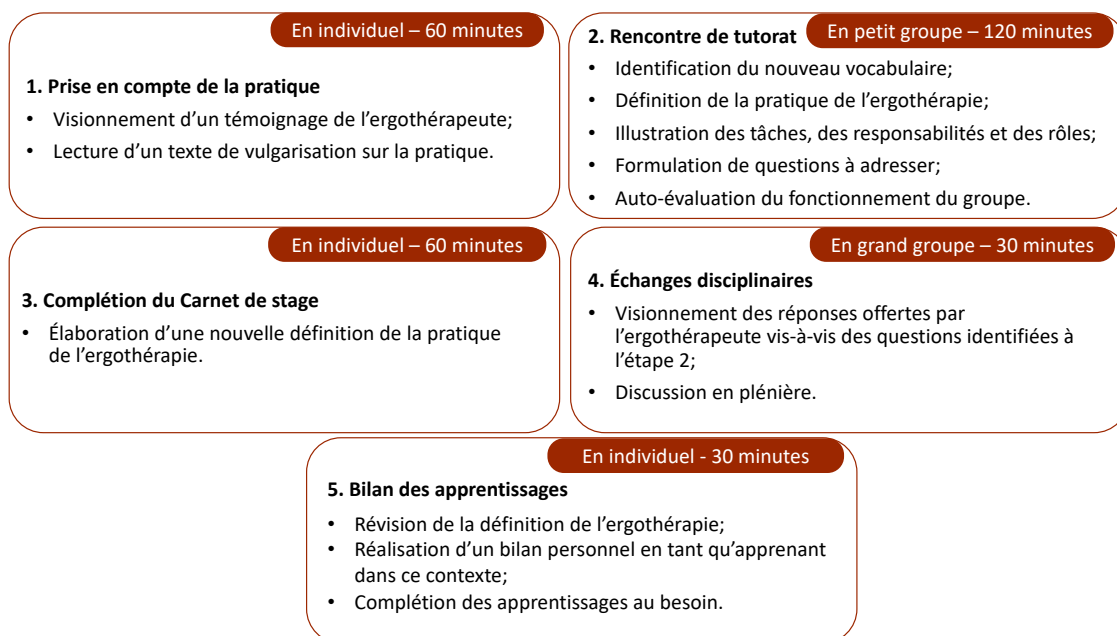 En individuel – 60 minutes
1. Prise en compte de la pratique
• Visionnement d’un témoignage de l’ergothérapeute;
• Lecture d’un texte de vulgarisation sur la pratique.
En petit groupe – 120 minutes
2. Rencontre de tutorat
• Identification du nouveau vocabulaire;
• Définition de la pratique de l’ergothérapie;
• Illustration des tâches, des responsabilités et des rôles;
• Formulation de questions à adresser;
• Auto-évaluation du fonctionnement du groupe.
En individuel – 60 minutes
3. Complétion du Carnet de stage
• Élaboration d’une nouvelle définition de la pratique
de l’ergothérapie.
En grand groupe – 30 minutes
4. Échanges disciplinaires
• Visionnement des réponses offertes par
l’ergothérapeute vis-à-vis des questions identifiées à
l’étape 2;
• Discussion en plénière.
En individuel - 30 minutes
5. Bilan des apprentissages
• Révision de la définition de l’ergothérapie;
• Réalisation d’un bilan personnel en tant qu’apprenant
dans ce contexte;
• Complétion des apprentissages au besoin.